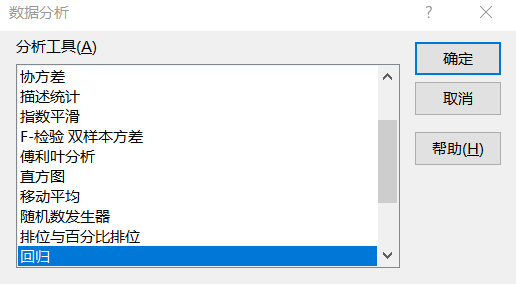 数据分析
?
分析工具(A)
协方差
描述统计
指数平滑
F-检验 双样本方差
傅利叶分析
直方图
移动平均
随机数发生器
排位与百分比排位
回归
确定
取消
帮助(H)